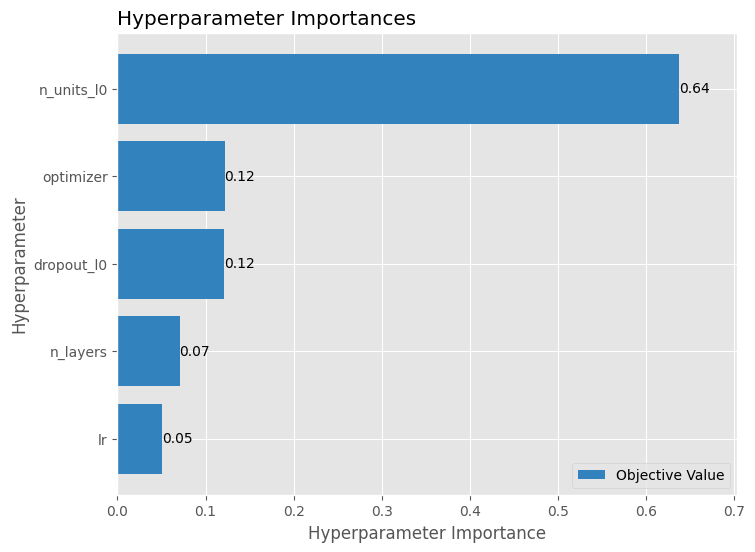 Hyperparameter Importances
n_units_l0
0.64
optimizer
0.12
dropout_l0
0.12
n_layers
0.07
lr
0.05
Hyperparameter
Objective Value
0.0 0.1 0.2 0.3 0.4 0.5 0.6 0.7
Hyperparameter Importance